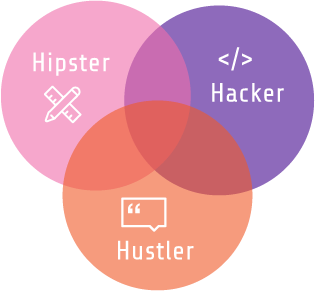 Hipster
</>
Hacker
“
Hustler